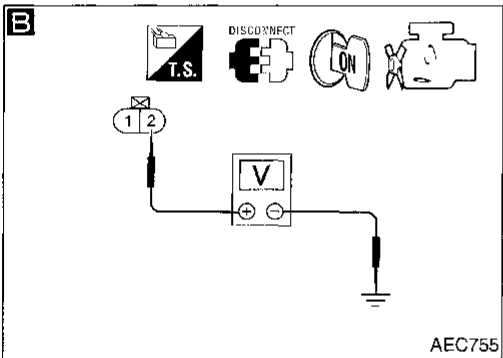 B
DISCONNECT
T.S.
ON
1 2
V
+ −
AEC755